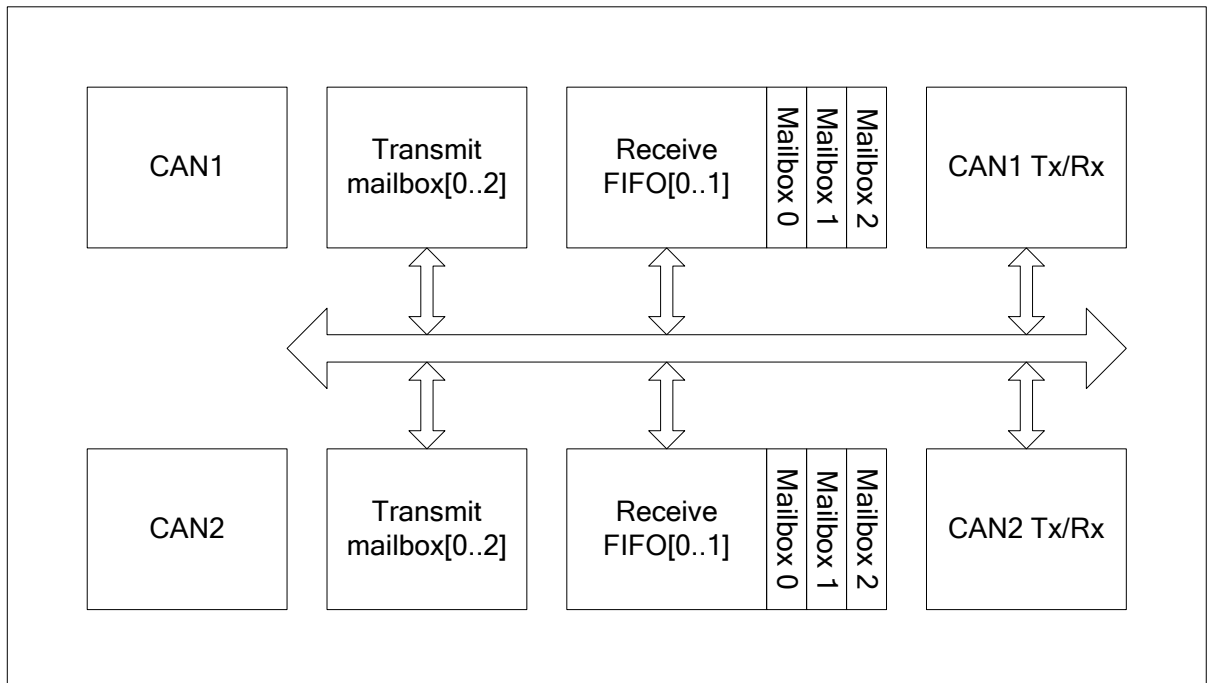 CAN1
Transmit
mailbox[0..2]
Receive
FIFO[0..1]
Mailbox 0
Mailbox 1
Mailbox 2
CAN1 Tx/Rx
CAN2
Transmit
mailbox[0..2]
Receive
FIFO[0..1]
Mailbox 0
Mailbox 1
Mailbox 2
CAN2 Tx/Rx